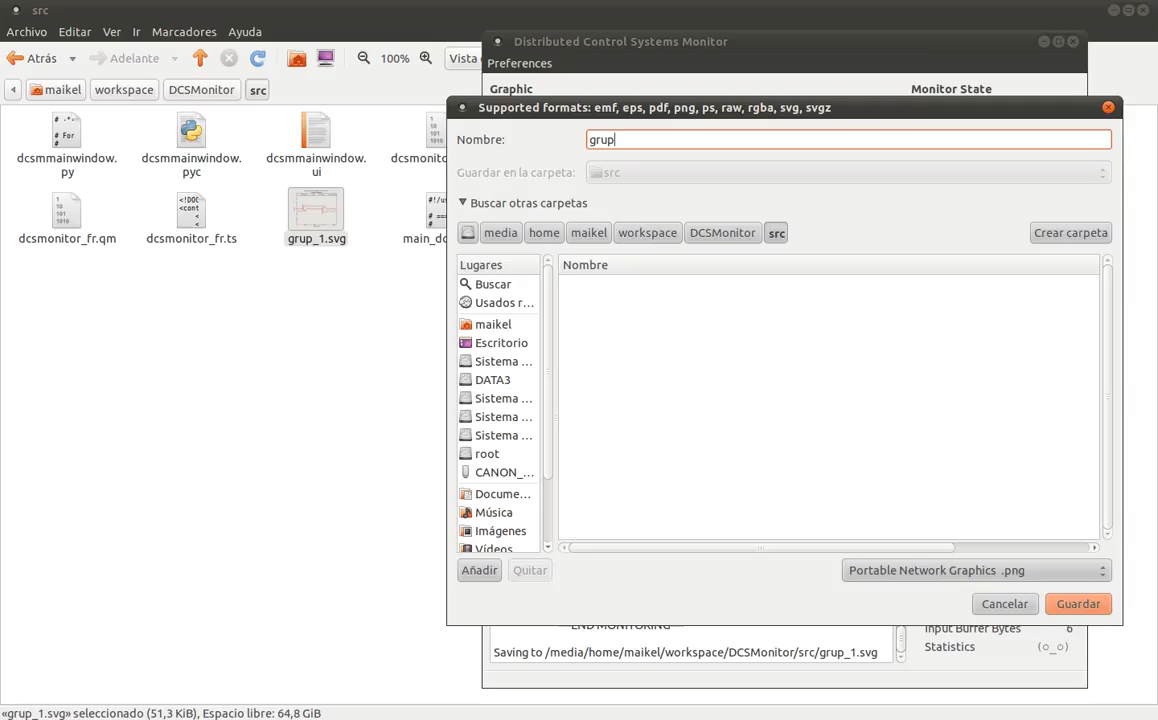 src
Archivo Editar Ver Ir Marcadores Ayuda
Atrás Adelante 100% Vista
maikel workspace DCSMonitor src
dcsmmainwindow.py
dcsmmainwindow.pyc
dcsmmainwindow.ui
dcsmonito
dcsmonitor_fr.qm
dcsmonitor_fr.ts
grup_1.svg
main_dc
«grup_1.svg» seleccionado (51,3 KiB), Espacio libre: 64,8 GiB
Distributed Control Systems Monitor
Preferences
Graphic Monitor State
Supported formats: emf, eps, pdf, png, ps, raw, rgba, svg, svgz
Nombre: grup
Guardar en la carpeta: src
Buscar otras carpetas
media home maikel workspace DCSMonitor src Crear carpeta
Lugares Nombre
Buscar
Usados r...
maikel
Escritorio
Sistema ...
DATA3
Sistema ...
Sistema ...
Sistema ...
root
CANON_...
Docume...
Música
Imágenes
Vídeos
Añadir Quitar Portable Network Graphics .png
Cancelar Guardar
END MONITORING
Saving to /media/home/maikel/workspace/DCSMonitor/src/grup_1.svg
Input Buffer Bytes 6
Statistics (o_o)